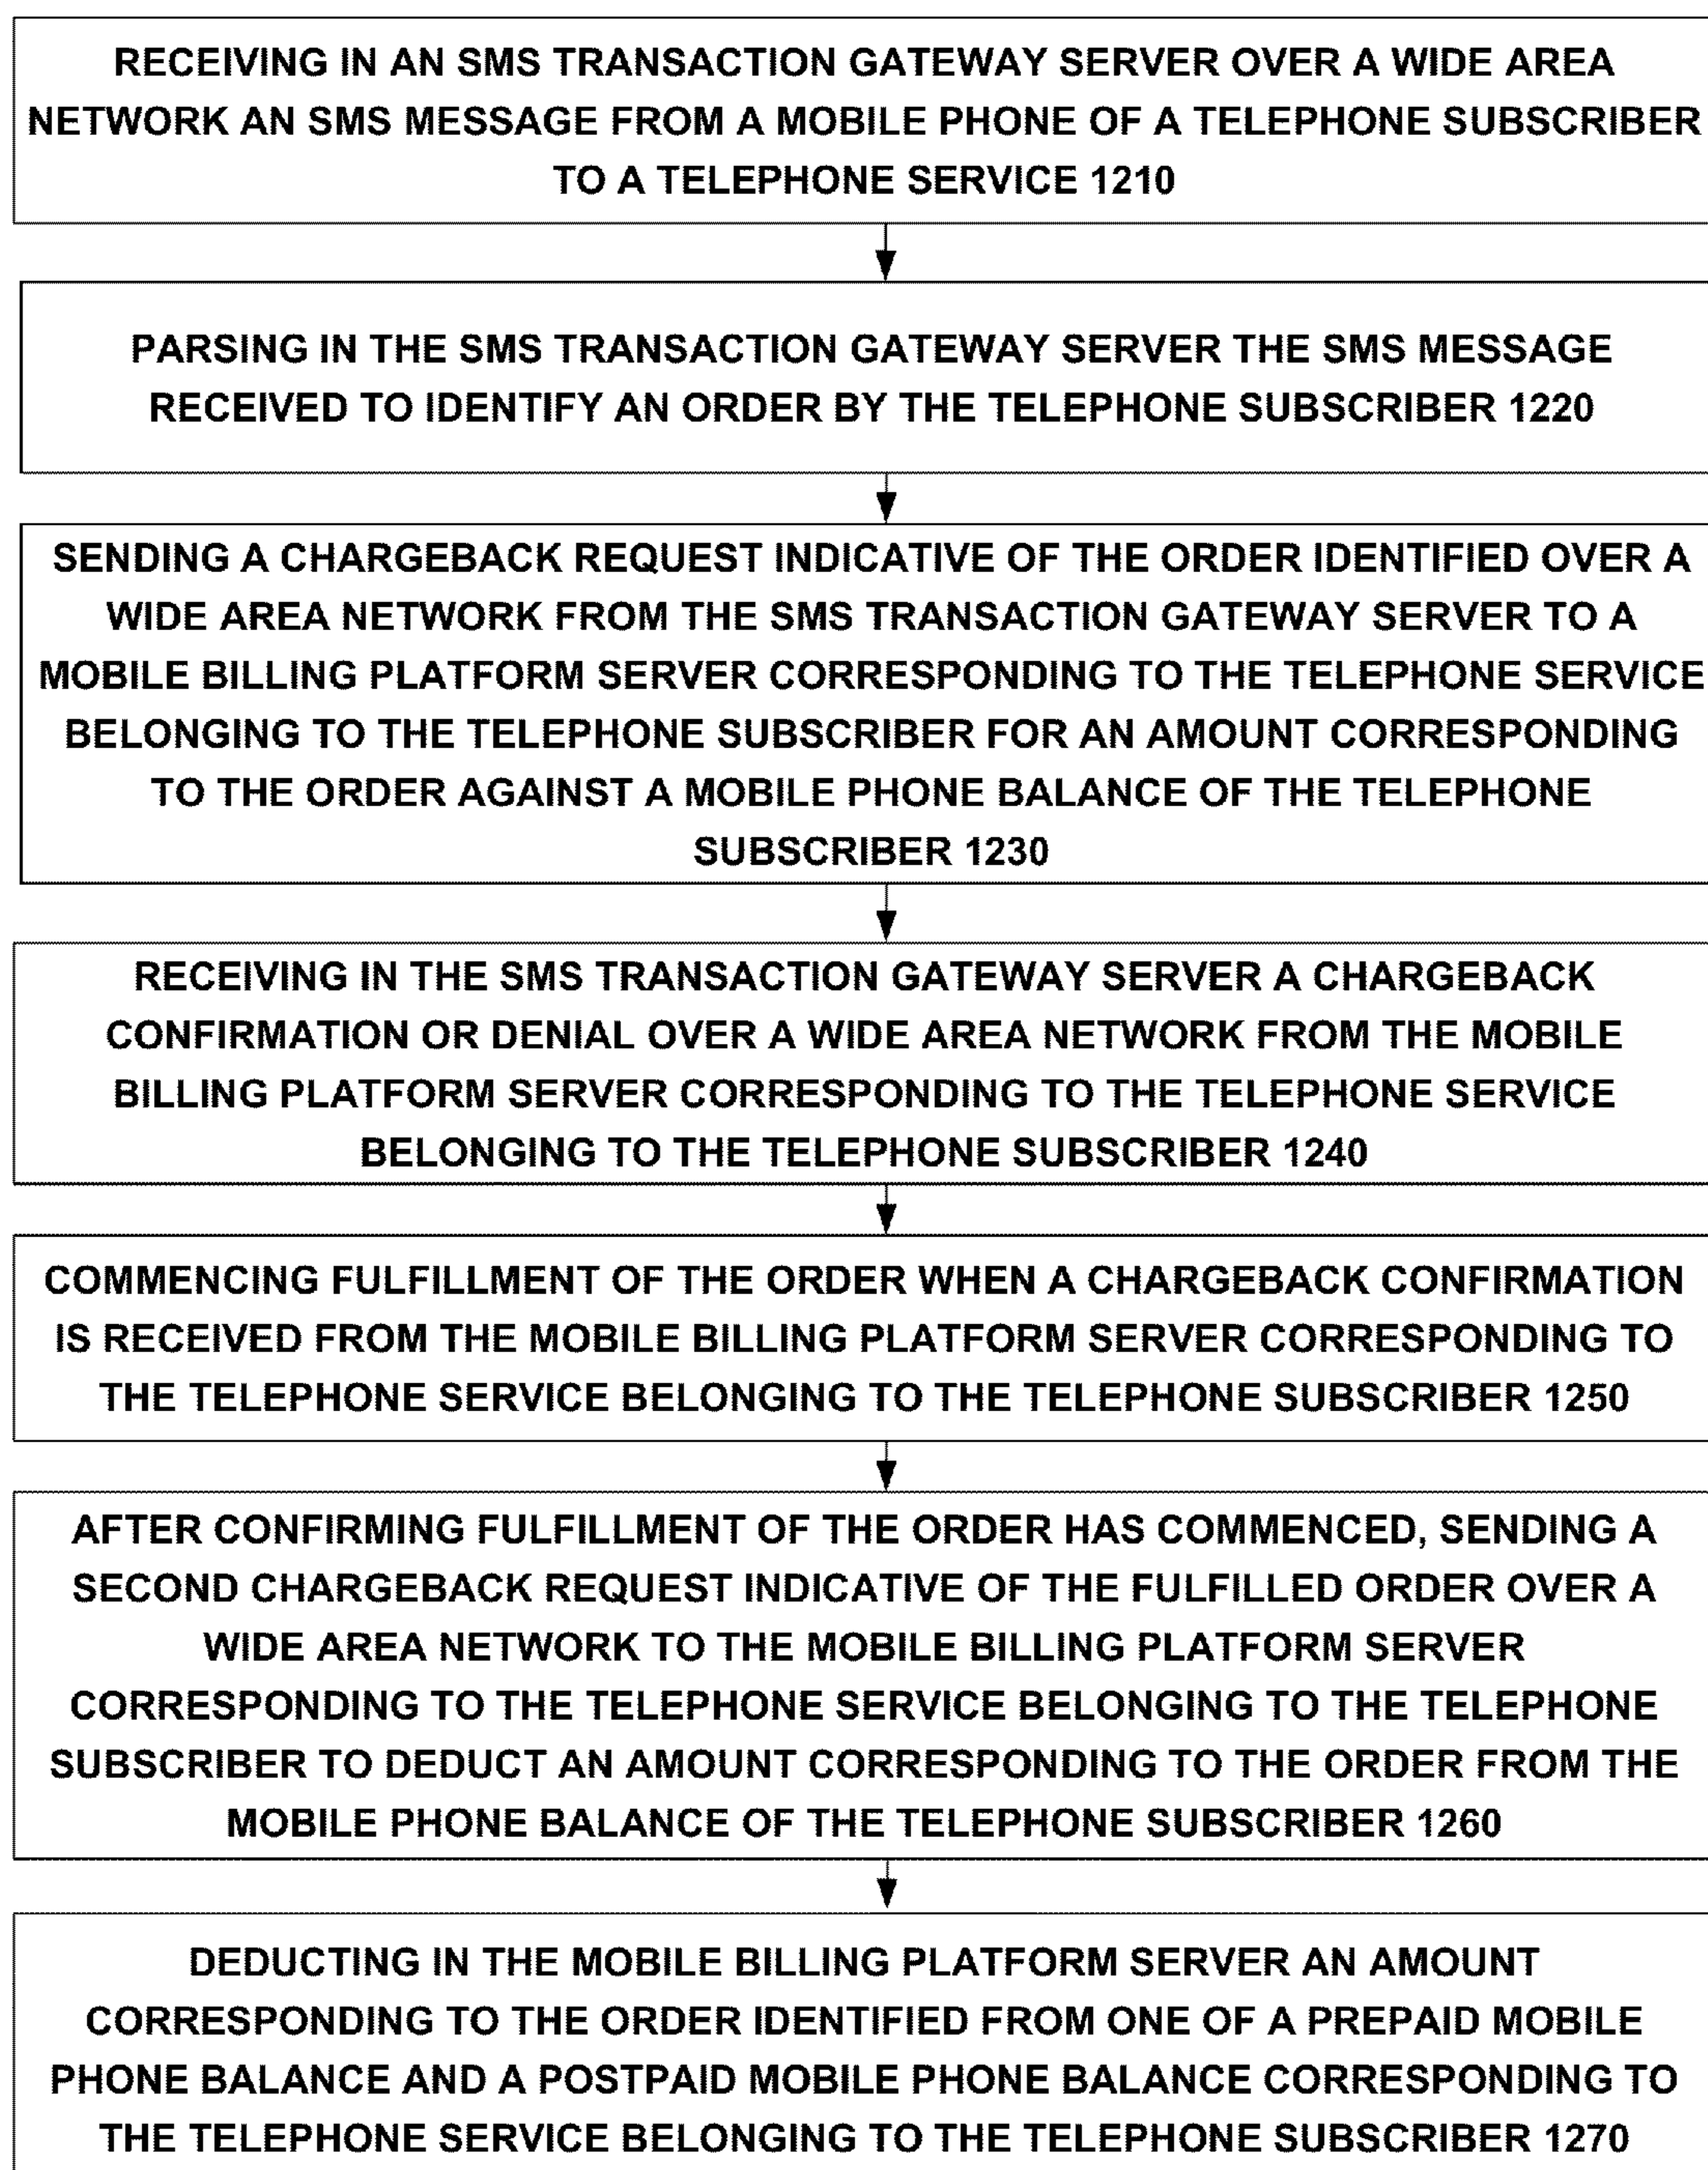 RECEIVING IN AN SMS TRANSACTION GATEWAY SERVER OVER A WIDE AREA
NETWORK AN SMS MESSAGE FROM A MOBILE PHONE OF A TELEPHONE SUBSCRIBER
TO A TELEPHONE SERVICE 1210
PARSING IN THE SMS TRANSACTION GATEWAY SERVER THE SMS MESSAGE
RECEIVED TO IDENTIFY AN ORDER BY THE TELEPHONE SUBSCRIBER 1220
SENDING A CHARGEBACK REQUEST INDICATIVE OF THE ORDER IDENTIFIED OVER A
WIDE AREA NETWORK FROM THE SMS TRANSACTION GATEWAY SERVER TO A
MOBILE BILLING PLATFORM SERVER CORRESPONDING TO THE TELEPHONE SERVICE
BELONGING TO THE TELEPHONE SUBSCRIBER FOR AN AMOUNT CORRESPONDING
TO THE ORDER AGAINST A MOBILE PHONE BALANCE OF THE TELEPHONE
SUBSCRIBER 1230
RECEIVING IN THE SMS TRANSACTION GATEWAY SERVER A CHARGEBACK
CONFIRMATION OR DENIAL OVER A WIDE AREA NETWORK FROM THE MOBILE
BILLING PLATFORM SERVER CORRESPONDING TO THE TELEPHONE SERVICE
BELONGING TO THE TELEPHONE SUBSCRIBER 1240
COMMENCING FULFILLMENT OF THE ORDER WHEN A CHARGEBACK CONFIRMATION
IS RECEIVED FROM THE MOBILE BILLING PLATFORM SERVER CORRESPONDING TO
THE TELEPHONE SERVICE BELONGING TO THE TELEPHONE SUBSCRIBER 1250
AFTER CONFIRMING FULFILLMENT OF THE ORDER HAS COMMENCED, SENDING A
SECOND CHARGEBACK REQUEST INDICATIVE OF THE FULFILLED ORDER OVER A
WIDE AREA NETWORK TO THE MOBILE BILLING PLATFORM SERVER
CORRESPONDING TO THE TELEPHONE SERVICE BELONGING TO THE TELEPHONE
SUBSCRIBER TO DEDUCT AN AMOUNT CORRESPONDING TO THE ORDER FROM THE
MOBILE PHONE BALANCE OF THE TELEPHONE SUBSCRIBER 1260
DEDUCTING IN THE MOBILE BILLING PLATFORM SERVER AN AMOUNT
CORRESPONDING TO THE ORDER IDENTIFIED FROM ONE OF A PREPAID MOBILE
PHONE BALANCE AND A POSTPAID MOBILE PHONE BALANCE CORRESPONDING TO
THE TELEPHONE SERVICE BELONGING TO THE TELEPHONE SUBSCRIBER 1270